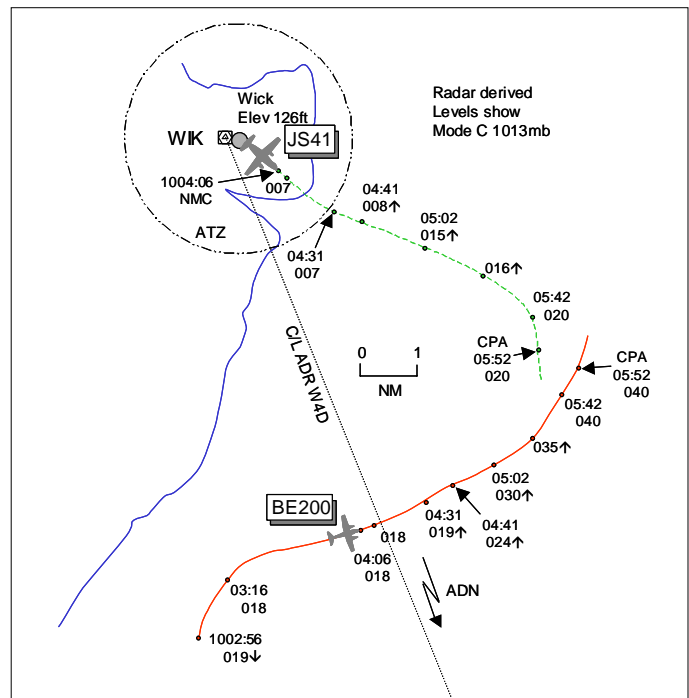 Radar derived
Levels show
Mode C 1013mb
Wick
Elev 126ft
WIK
JS41
1004:06
NMC
007
ATZ
04:31
007
04:41
008↑
05:02
015↑
016↑
05:42
020
CPA
05:52
020
C/L ADR W4D
0 1
NM
CPA
05:52
040
05:42
040
035↑
05:02
030↑
04:41
024↑
04:31
019↑
BE200
018
04:06
018
ADN
03:16
018
1002:56
019↓